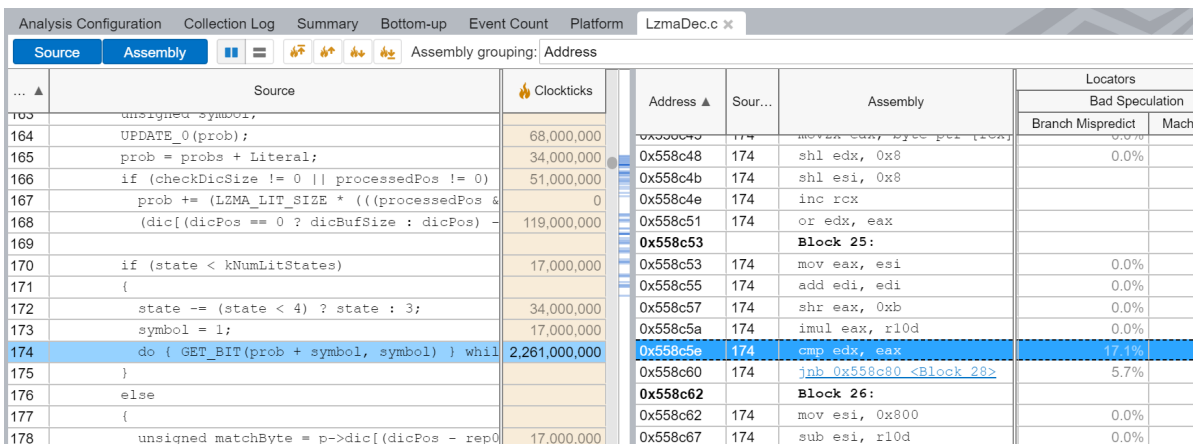 Analysis Configuration Collection Log Summary Bottom-up Event Count Platform LzmaDec.c ×
Source Assembly Assembly grouping: Address
... ▲ Source Clockticks Address ▲ Sour... Assembly Locators
Bad Speculation
Branch Mispredict Mach
163 unsigned symbol;
164 UPDATE_0(prob); 68,000,000
165 prob = probs + Literal; 34,000,000 0x558c48 174 shl edx, 0x8 0.0%
166 if (checkDicSize != 0 || processedPos != 0) 51,000,000 0x558c4b 174 shl esi, 0x8
167 prob += (LZMA_LIT_SIZE * (((processedPos & 0 0x558c4e 174 inc rcx
168 (dic[(dicPos == 0 ? dicBufSize : dicPos) - 119,000,000 0x558c51 174 or edx, eax
169 0x558c53 Block 25:
170 if (state < kNumLitStates) 17,000,000 0x558c53 174 mov eax, esi 0.0%
171 { 0x558c55 174 add edi, edi 0.0%
172 state -= (state < 4) ? state : 3; 34,000,000 0x558c57 174 shr eax, 0xb 0.0%
173 symbol = 1; 17,000,000 0x558c5a 174 imul eax, r10d 0.0%
174 do { GET_BIT(prob + symbol, symbol) } whil 2,261,000,000 0x558c5e 174 cmp edx, eax 17.1%
175 } 0x558c60 174 jnb 0x558c80 <Block 28> 5.7%
176 else 0x558c62 Block 26:
177 { 0x558c62 174 mov esi, 0x800 0.0%
178 unsigned matchByte = p->dic[(dicPos - rep0 17,000,000 0x558c67 174 sub esi, r10d 0.0%